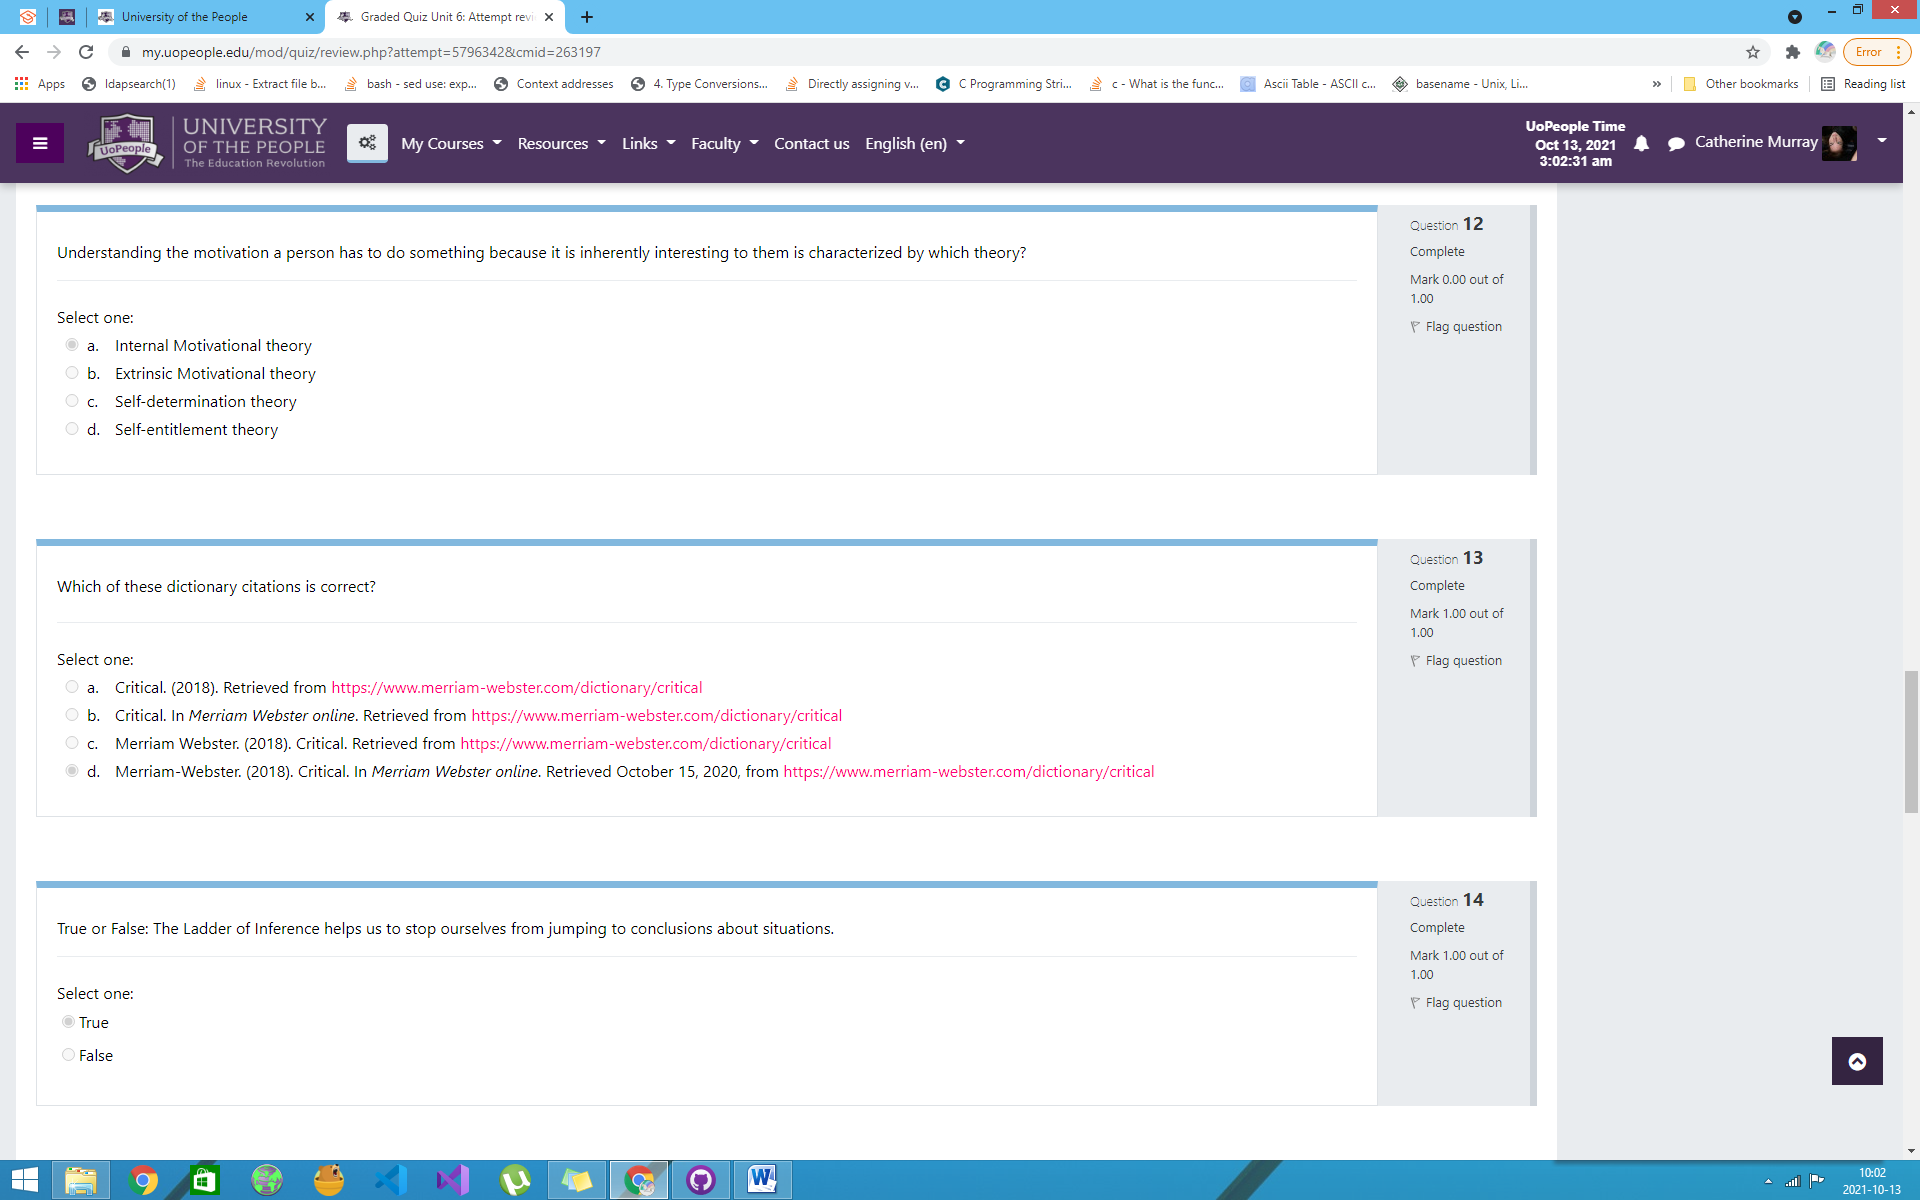 University of the People
Graded Quiz Unit 6: Attempt revi
my.uopeople.edu/mod/quiz/review.php?attempt=5796342&cmid=263197
Error
Apps
ldapsearch(1)
linux - Extract file b...
bash - sed use: exp...
Context addresses
4. Type Conversions...
Directly assigning v...
C Programming Stri...
c - What is the func...
Ascii Table - ASCII c...
basename - Unix, Li...
»
Other bookmarks
Reading list
UoPeople
UNIVERSITY
OF THE PEOPLE
The Education Revolution
My Courses
Resources
Links
Faculty
Contact us
English (en)
UoPeople Time
Oct 13, 2021
3:02:31 am
Catherine Murray
Understanding the motivation a person has to do something because it is inherently interesting to them is characterized by which theory?
Select one:
a. Internal Motivational theory
b. Extrinsic Motivational theory
c. Self-determination theory
d. Self-entitlement theory
Question 12
Complete
Mark 0.00 out of
1.00
Flag question
Which of these dictionary citations is correct?
Select one:
a. Critical. (2018). Retrieved from https://www.merriam-webster.com/dictionary/critical
b. Critical. In Merriam Webster online. Retrieved from https://www.merriam-webster.com/dictionary/critical
c. Merriam Webster. (2018). Critical. Retrieved from https://www.merriam-webster.com/dictionary/critical
d. Merriam-Webster. (2018). Critical. In Merriam Webster online. Retrieved October 15, 2020, from https://www.merriam-webster.com/dictionary/critical
Question 13
Complete
Mark 1.00 out of
1.00
Flag question
True or False: The Ladder of Inference helps us to stop ourselves from jumping to conclusions about situations.
Select one:
True
False
Question 14
Complete
Mark 1.00 out of
1.00
Flag question
10:02
2021-10-13